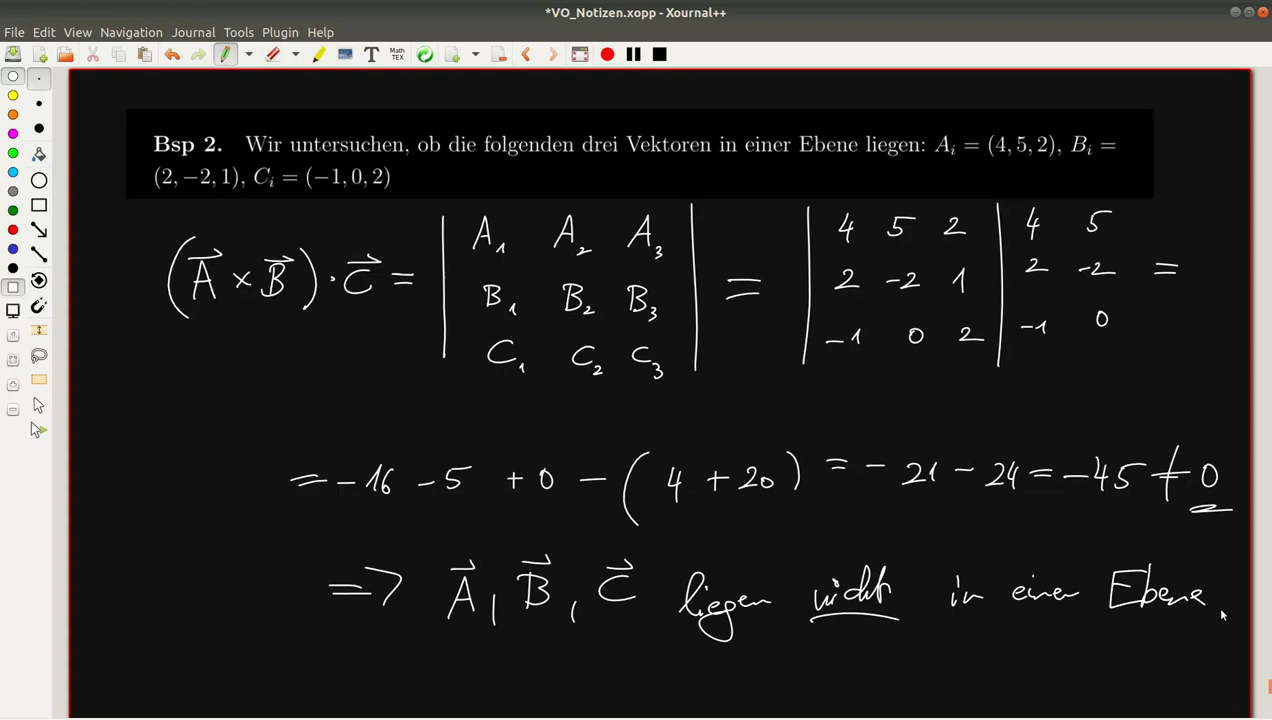 *VO_Notizen.xopp - Xournal++
File Edit View Navigation Journal Tools Plugin Help
T Math TEX
Bsp 2. Wir untersuchen, ob die folgenden drei Vektoren in einer Ebene liegen: A_i = (4, 5, 2), B_i =
(2, −2, 1), C_i = (−1, 0, 2)
(A⃗ × B⃗) · C⃗ = | A₁ A₂ A₃ | = | 4 5 2 | 4 5
B₁ B₂ B₃ 2 -2 1 2 -2 =
C₁ C₂ C₃ -1 0 2 -1 0
= -16 -5 + 0 - (4 + 20) = - 21 - 24 = -45 ≠ 0
=> A⃗, B⃗, C⃗ liegen nicht in einer Ebene.